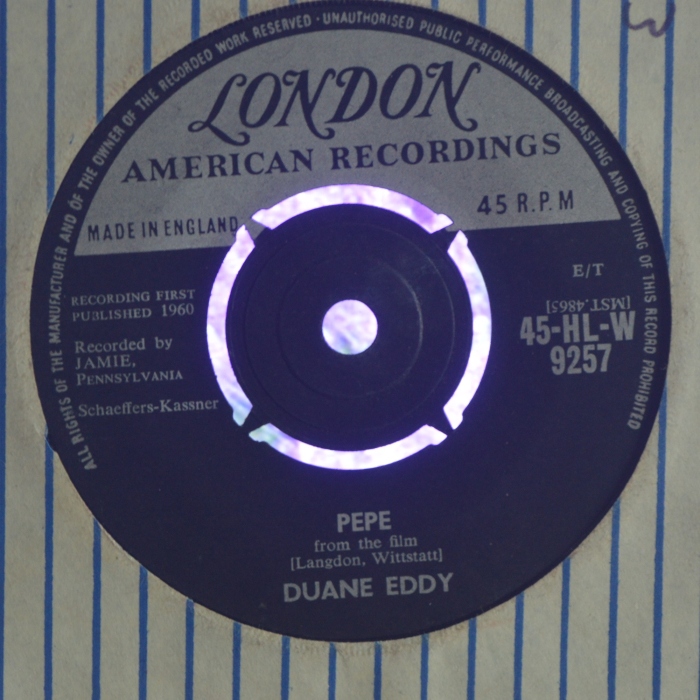 ALL RIGHTS OF THE MANUFACTURER AND OF THE OWNER OF THE RECORDED WORK RESERVED · UNAUTHORISED PUBLIC PERFORMANCE BROADCASTING AND COPYING OF THIS RECORD PROHIBITED
LONDON
AMERICAN RECORDINGS
MADE IN ENGLAND
45 R.P.M
E/T
RECORDING FIRST
PUBLISHED 1960
[MST.4865]
45-HL-W
9257
Recorded by
JAMIE,
PENNSYLVANIA
Schaeffers-Kassner
PEPE
from the film
[Langdon, Wittstatt]
DUANE EDDY